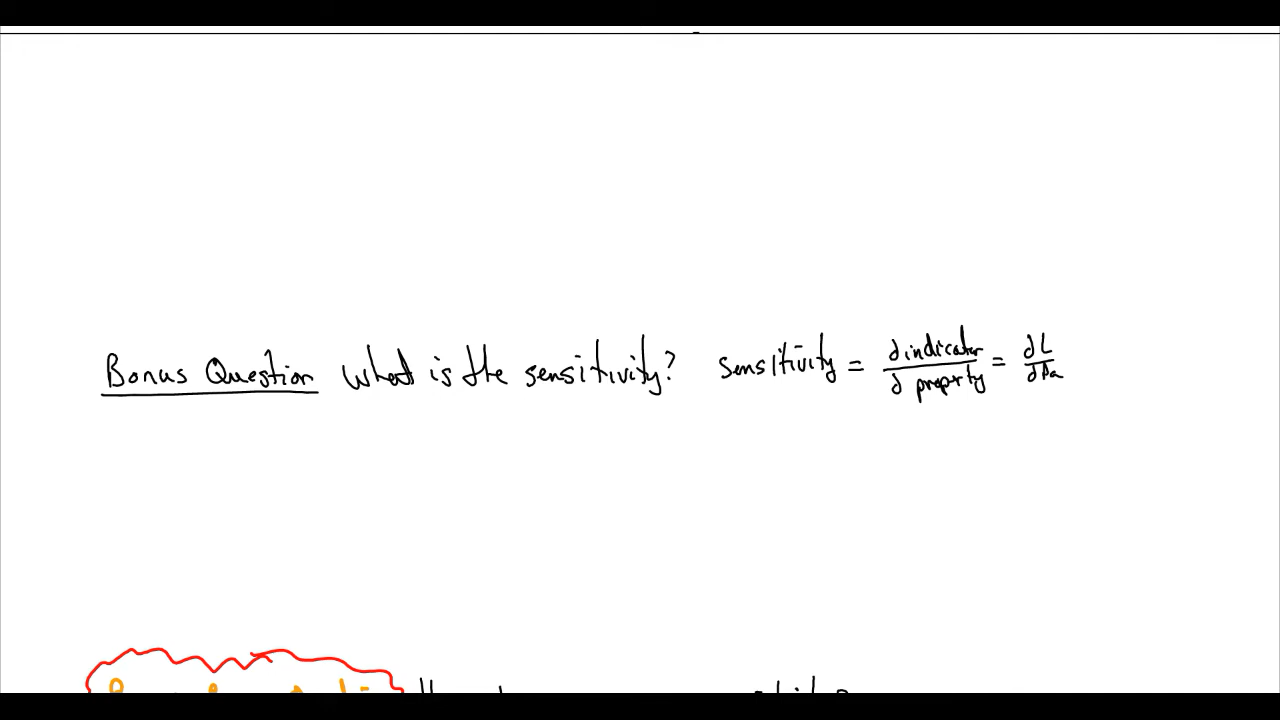 Bonus Question What is the sensitivity? Sensitivity = ∂ indicator / ∂ property = ∂L / ∂Pa